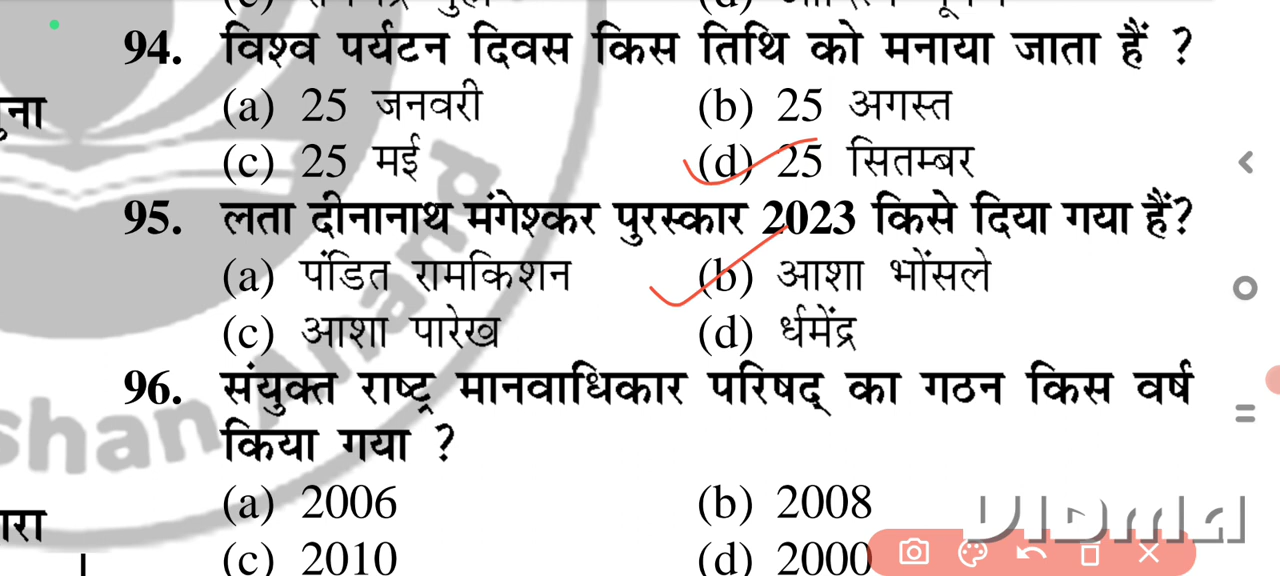 94. विश्व पर्यटन दिवस किस तिथि को मनाया जाता हैं ?
(a) 25 जनवरी (b) 25 अगस्त
(c) 25 मई (d) 25 सितम्बर
95. लता दीनानाथ मंगेश्कर पुरस्कार 2023 किसे दिया गया हैं?
(a) पंडित रामकिशन (b) आशा भोंसले
(c) आशा पारेख (d) र्धमेंद्र
96. संयुक्त राष्ट्र मानवाधिकार परिषद् का गठन किस वर्ष
किया गया ?
(a) 2006 (b) 2008
(c) 2010 (d) 2000